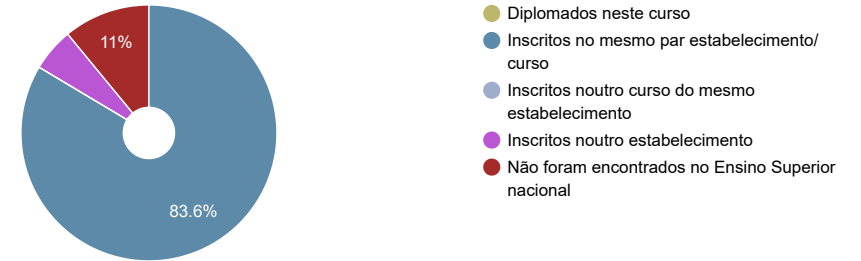 11%
83.6%
Diplomados neste curso
Inscritos no mesmo par estabelecimento/
curso
Inscritos noutro curso do mesmo
estabelecimento
Inscritos noutro estabelecimento
Não foram encontrados no Ensino Superior
nacional